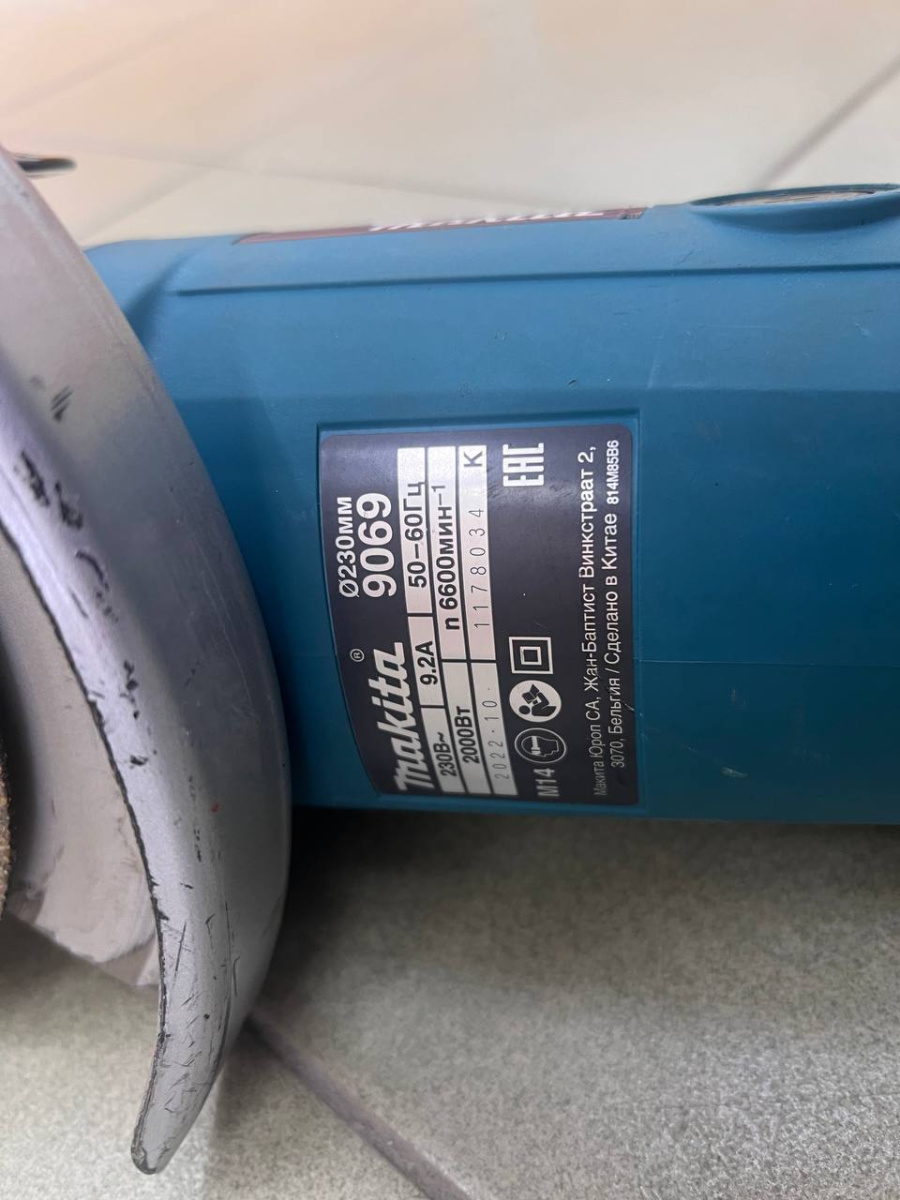 makita
Makita® Ø230мм
9069
230В~ 9.2А 50–60Гц
2000Вт n 6600мин⁻¹
2022·10· 1178034 K
M14 EAC
Макита Юроп СА, Жан-Баптист Винкстраат 2,
3070, Бельгия / Сделано в Китае 814M85B6